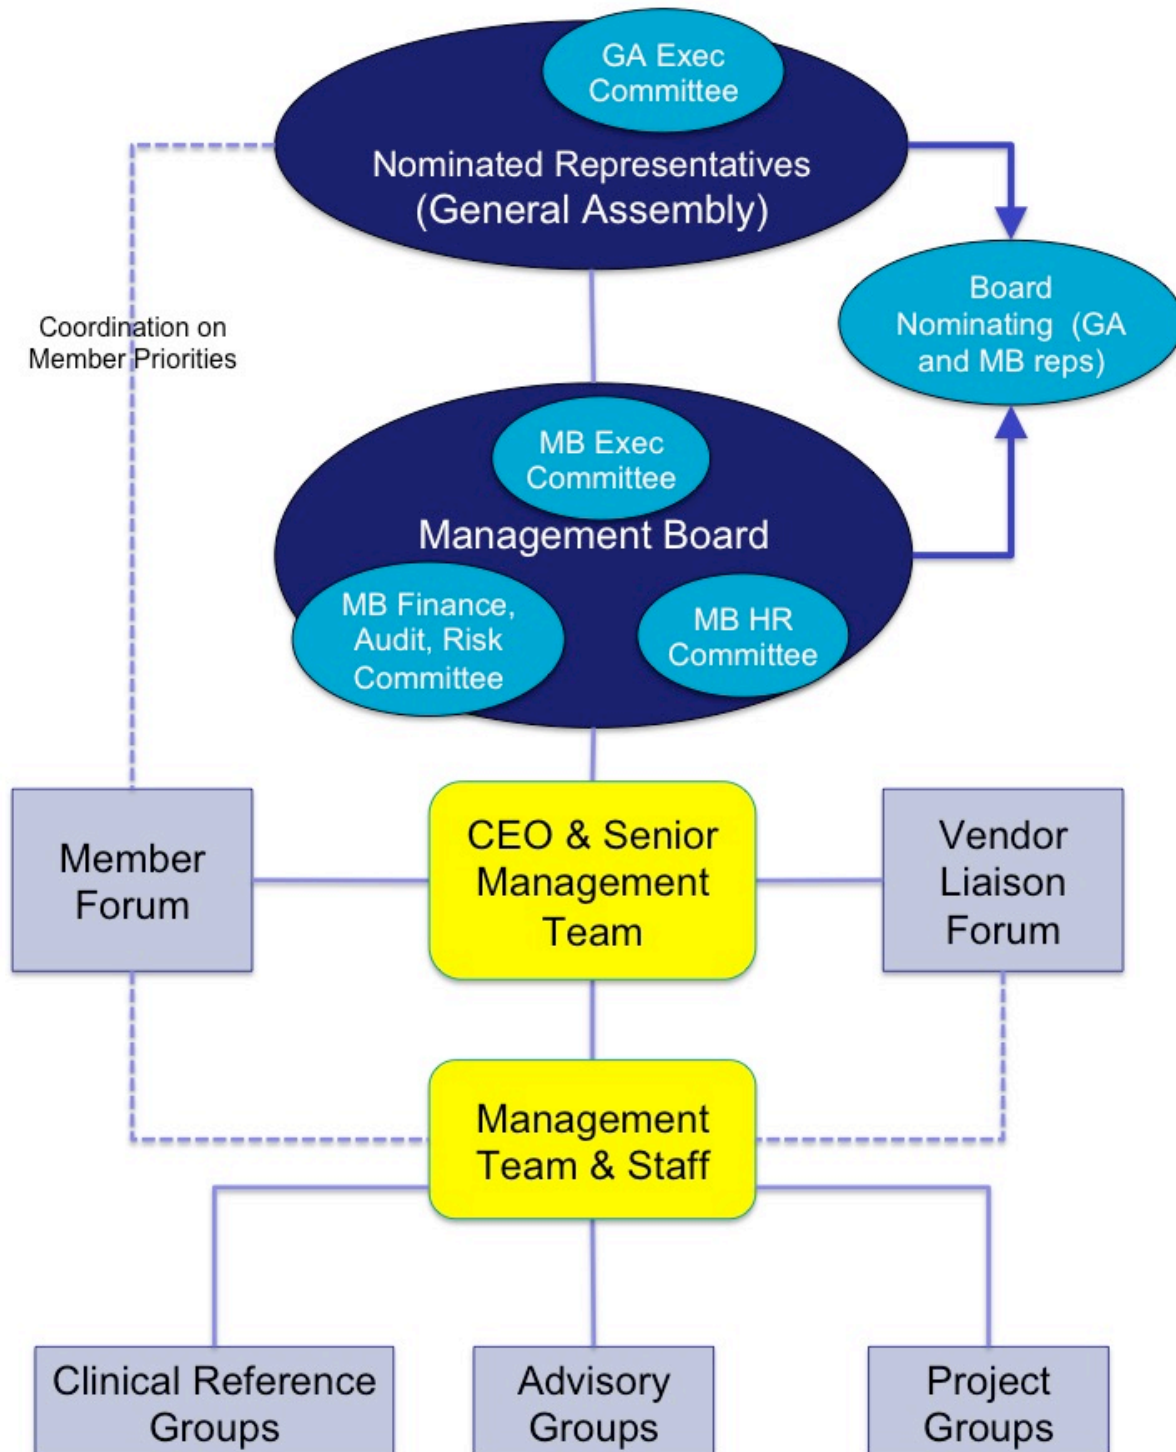 GA Exec
Committee
Nominated Representatives
(General Assembly)
Board
Nominating (GA
and MB reps)
Coordination on
Member Priorities
MB Exec
Committee
Management Board
MB Finance,
Audit, Risk
Committee
MB HR
Committee
Member
Forum
CEO & Senior
Management
Team
Vendor
Liaison
Forum
Management
Team & Staff
Clinical Reference
Groups
Advisory
Groups
Project
Groups